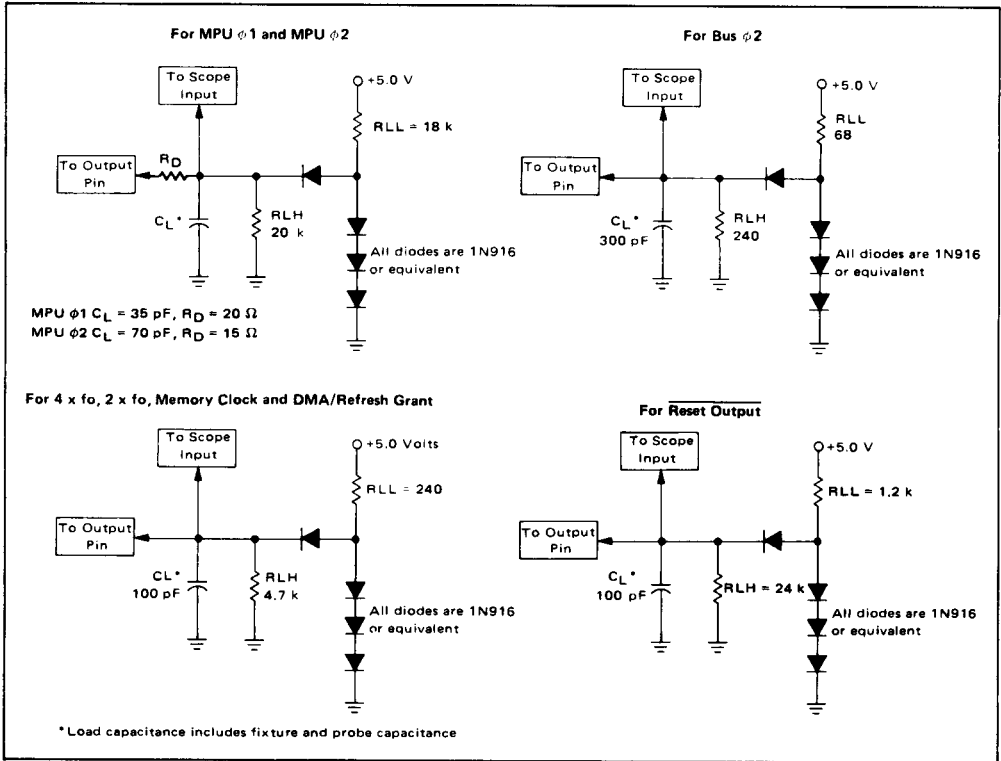 For MPU φ1 and MPU φ2
To Scope
Input
+5.0 V
RLL = 18 k
To Output
Pin
RD
CL*
RLH
20 k
All diodes are 1N916
or equivalent
MPU φ1 CL = 35 pF, RD = 20 Ω
MPU φ2 CL = 70 pF, RD = 15 Ω
For Bus φ2
To Scope
Input
+5.0 V
RLL
68
To Output
Pin
CL*
300 pF
RLH
240
All diodes are 1N916
or equivalent
For 4 x fo, 2 x fo, Memory Clock and DMA/Refresh Grant
To Scope
Input
+5.0 Volts
RLL = 240
To Output
Pin
CL*
100 pF
RLH
4.7 k
All diodes are 1N916
or equivalent
For Reset Output
To Scope
Input
+5.0 V
RLL = 1.2 k
To Output
Pin
CL*
100 pF
RLH = 24 k
All diodes are 1N916
or equivalent
*Load capacitance includes fixture and probe capacitance